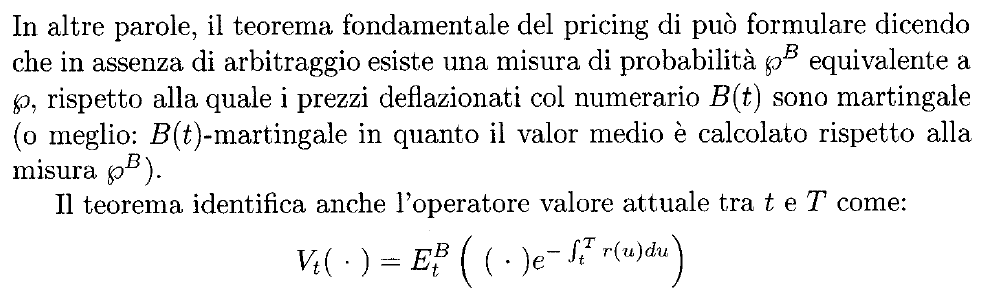 In altre parole, il teorema fondamentale del pricing di può formulare dicendo
che in assenza di arbitraggio esiste una misura di probabilità ℘^B equivalente a
℘, rispetto alla quale i prezzi deflazionati col numerario B(t) sono martingale
(o meglio: B(t)-martingale in quanto il valor medio è calcolato rispetto alla
misura ℘^B).
Il teorema identifica anche l'operatore valore attuale tra t e T come:
V_t( · ) = E_t^B ( ( · )e^{− ∫_t^T r(u)du} )